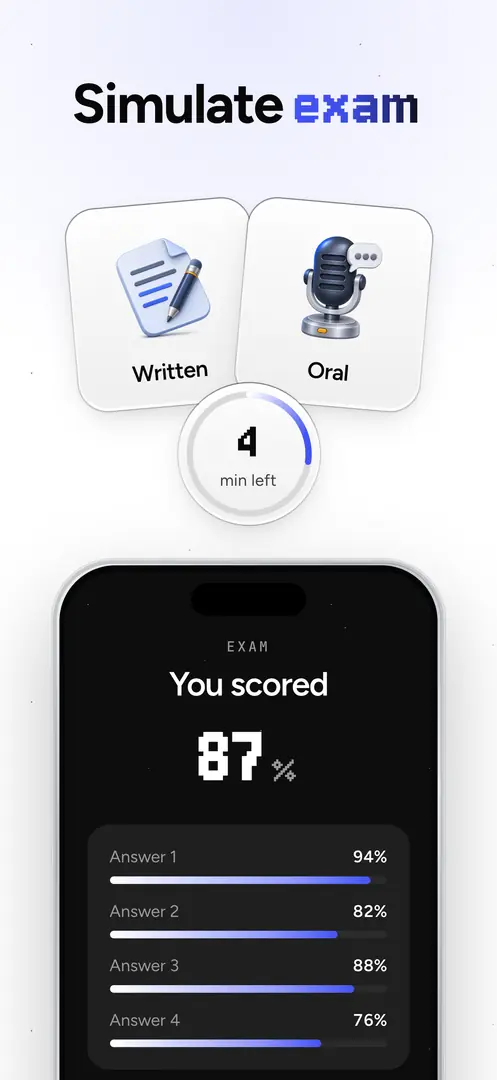 Simulate exam
Written
Oral
4
min left
EXAM
You scored
87%
Answer 1 94%
Answer 2 82%
Answer 3 88%
Answer 4 76%